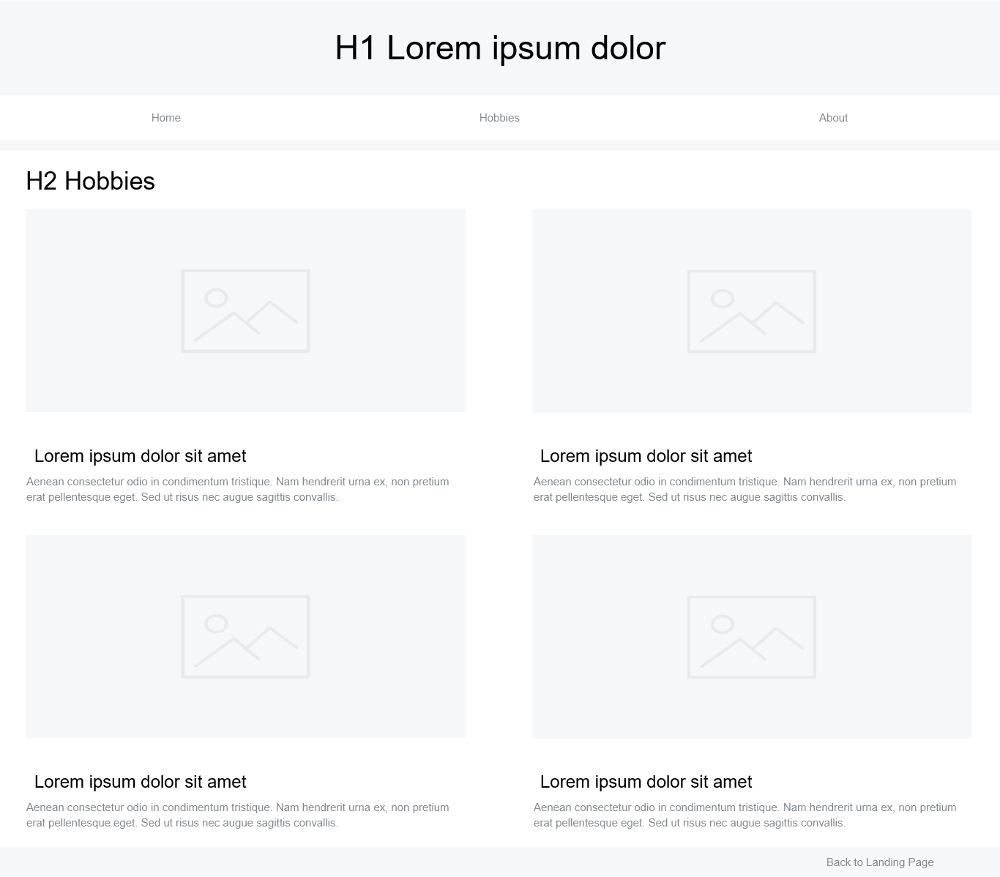 H1 Lorem ipsum dolor
Home
Hobbies
About
H2 Hobbies
Lorem ipsum dolor sit amet
Aenean consectetur odio in condimentum tristique. Nam hendrerit urna ex, non pretium
erat pellentesque eget. Sed ut risus nec augue sagittis convallis.
Lorem ipsum dolor sit amet
Aenean consectetur odio in condimentum tristique. Nam hendrerit urna ex, non pretium
erat pellentesque eget. Sed ut risus nec augue sagittis convallis.
Lorem ipsum dolor sit amet
Aenean consectetur odio in condimentum tristique. Nam hendrerit urna ex, non pretium
erat pellentesque eget. Sed ut risus nec augue sagittis convallis.
Lorem ipsum dolor sit amet
Aenean consectetur odio in condimentum tristique. Nam hendrerit urna ex, non pretium
erat pellentesque eget. Sed ut risus nec augue sagittis convallis.
Back to Landing Page